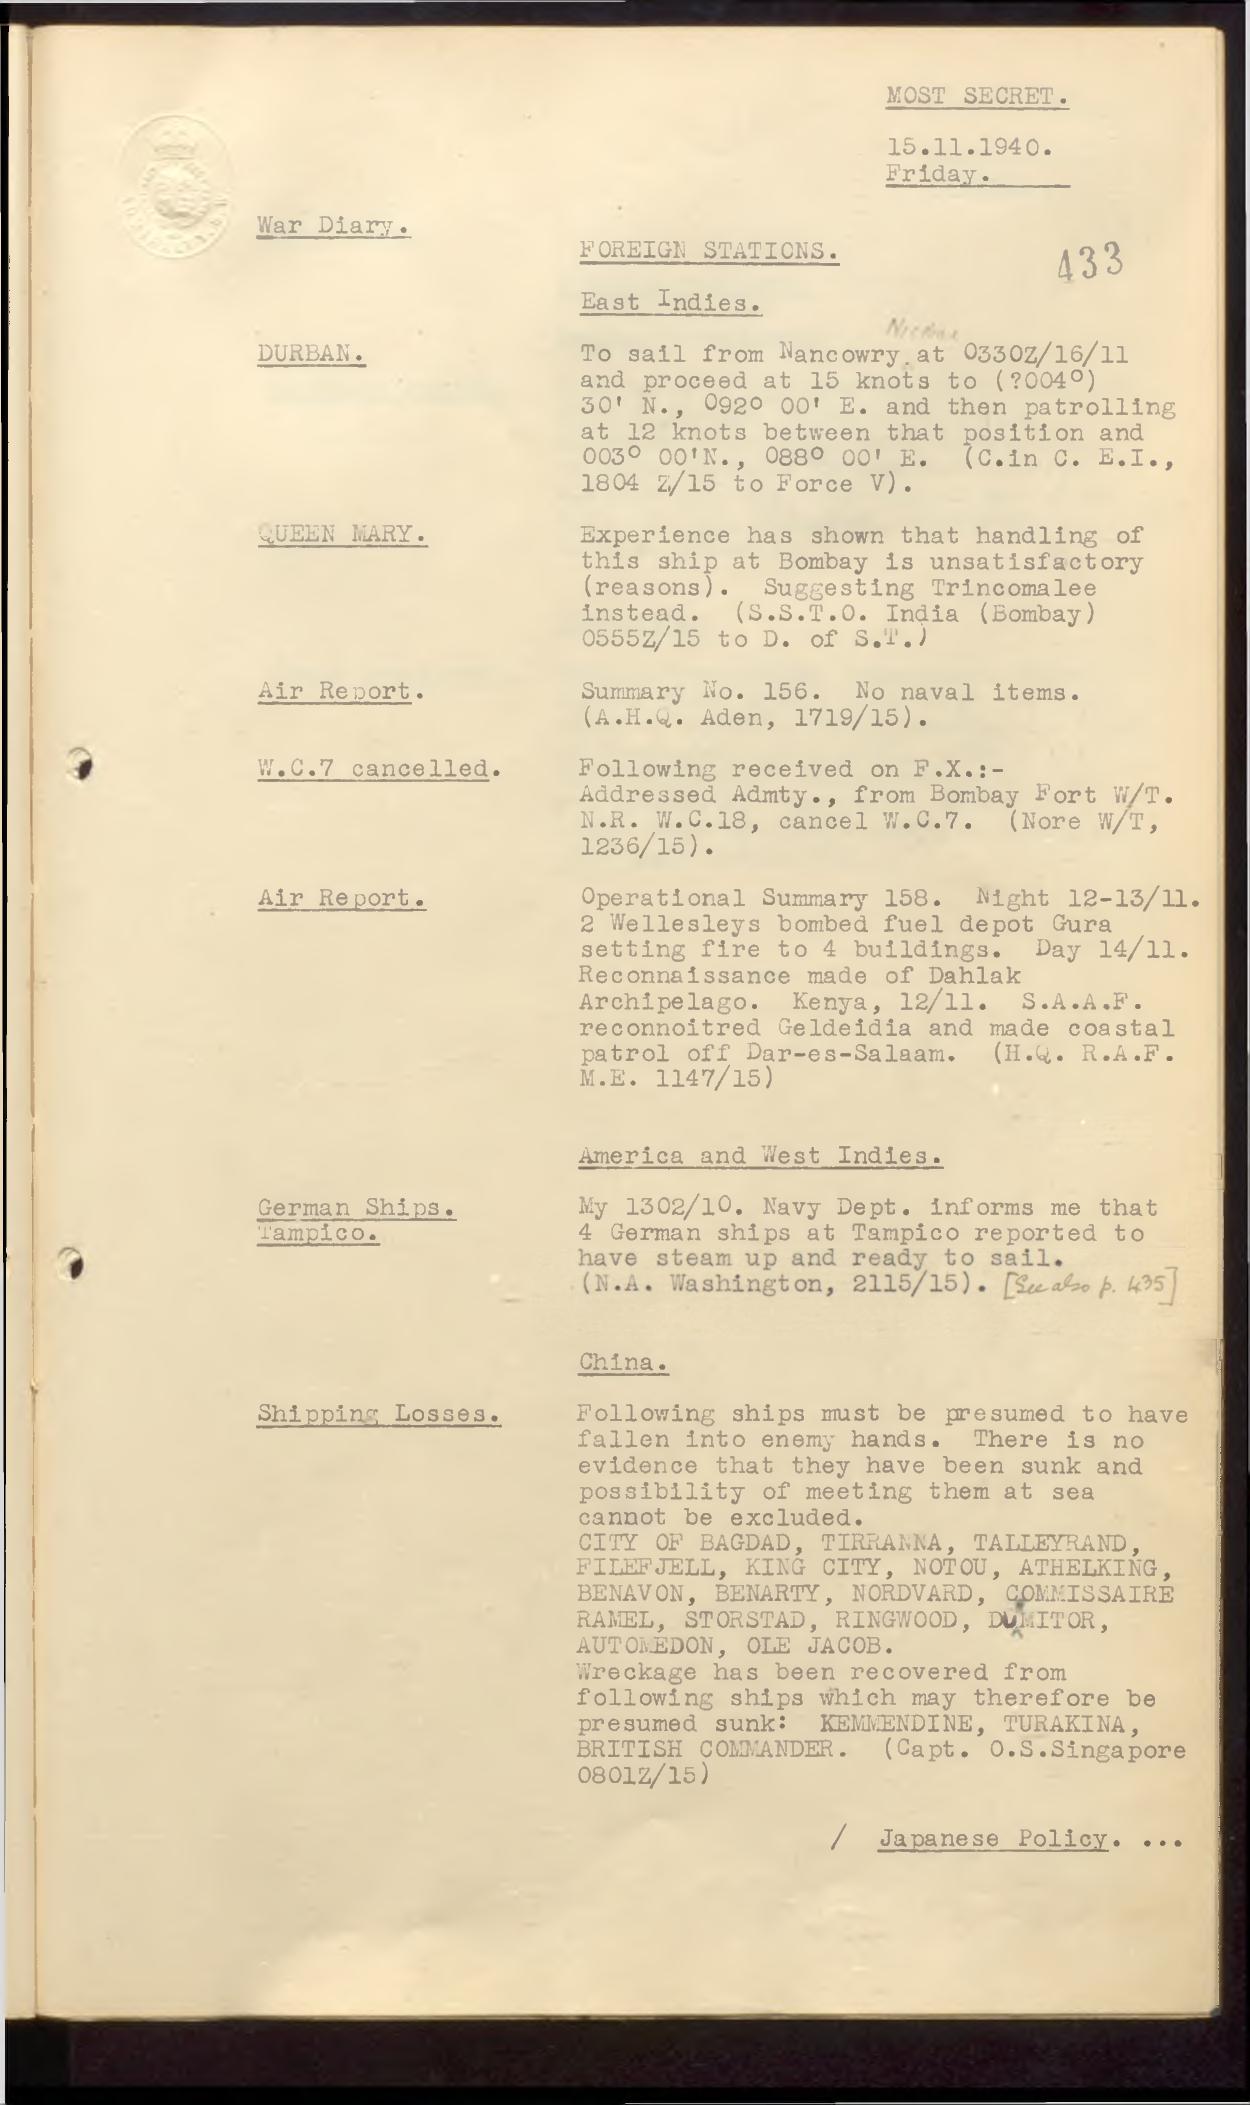 MOST SECRET.
15.11.1940.
Friday.
War Diary.
FOREIGN STATIONS.
433
East Indies.
DURBAN.
To sail from Nancowry at 0330Z/16/11
and proceed at 15 knots to (?004°)
30' N., 092° 00' E. and then patrolling
at 12 knots between that position and
003° 00'N., 088° 00' E. (C.in C. E.I.,
1804 Z/15 to Force V).
QUEEN MARY.
Experience has shown that handling of
this ship at Bombay is unsatisfactory
(reasons). Suggesting Trincomalee
instead. (S.S.T.O. India (Bombay)
0555Z/15 to D. of S.T.)
Air Report.
Summary No. 156. No naval items.
(A.H.Q. Aden, 1719/15).
W.C.7 cancelled.
Following received on F.X.:-
Addressed Admty., from Bombay Fort W/T.
N.R. W.C.18, cancel W.C.7. (Nore W/T,
1236/15).
Air Report.
Operational Summary 158. Night 12-13/11.
2 Wellesleys bombed fuel depot Gura
setting fire to 4 buildings. Day 14/11.
Reconnaissance made of Dahlak
Archipelago. Kenya, 12/11. S.A.A.F.
reconnoitred Geldeidia and made coastal
patrol off Dar-es-Salaam. (H.Q. R.A.F.
M.E. 1147/15)
America and West Indies.
German Ships.
Tampico.
My 1302/10. Navy Dept. informs me that
4 German ships at Tampico reported to
have steam up and ready to sail.
(N.A. Washington, 2115/15). [See also p. 435]
China.
Shipping Losses.
Following ships must be presumed to have
fallen into enemy hands. There is no
evidence that they have been sunk and
possibility of meeting them at sea
cannot be excluded.
CITY OF BAGDAD, TIRRANNA, TALLEYRAND,
FILEFJELL, KING CITY, NOTOU, ATHELKING,
BENAVON, BENARTY, NORDVARD, COMMISSAIRE
RAMEL, STORSTAD, RINGWOOD, DUMITOR,
AUTOMEDON, OLE JACOB.
Wreckage has been recovered from
following ships which may therefore be
presumed sunk: KEMMENDINE, TURAKINA,
BRITISH COMMANDER. (Capt. O.S.Singapore
0801Z/15)
/ Japanese Policy. ...